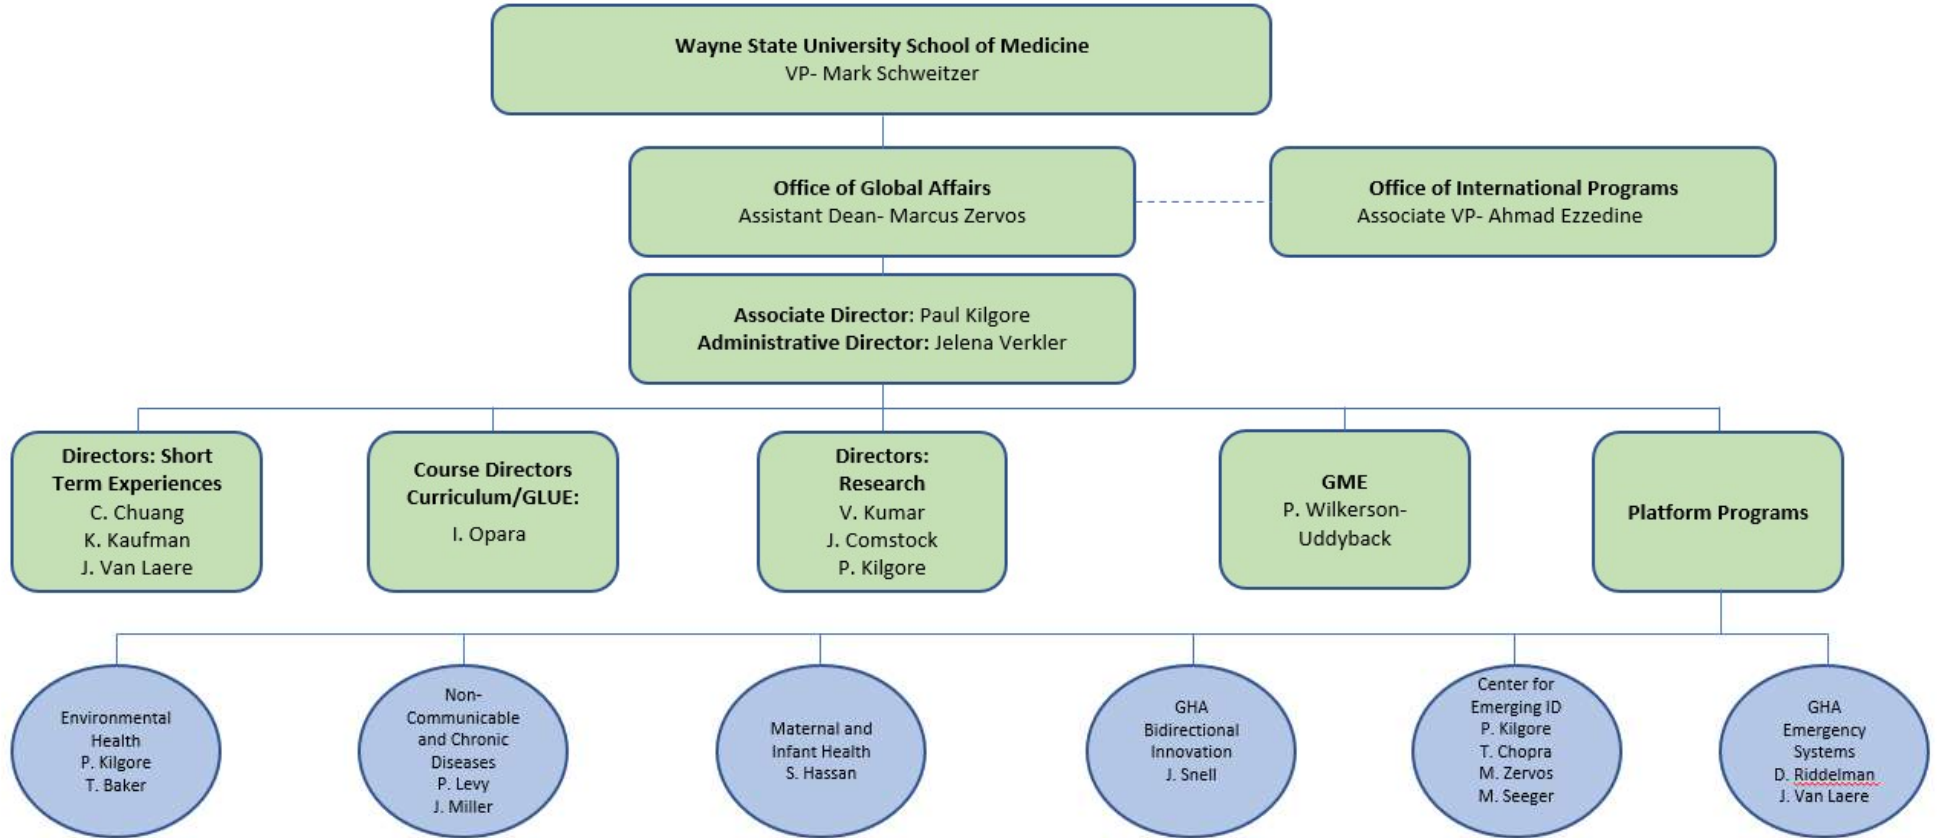 Wayne State University School of Medicine
VP- Mark Schweitzer
Office of Global Affairs
Assistant Dean- Marcus Zervos
Office of International Programs
Associate VP- Ahmad Ezzedine
Associate Director: Paul Kilgore
Administrative Director: Jelena Verkler
Directors: Short
Term Experiences
C. Chuang
K. Kaufman
J. Van Laere
Course Directors
Curriculum/GLUE:
I. Opara
Directors:
Research
V. Kumar
J. Comstock
P. Kilgore
GME
P. Wilkerson-
Uddyback
Platform Programs
Environmental
Health
P. Kilgore
T. Baker
Non-
Communicable
and Chronic
Diseases
P. Levy
J. Miller
Maternal and
Infant Health
S. Hassan
GHA
Bidirectional
Innovation
J. Snell
Center for
Emerging ID
P. Kilgore
T. Chopra
M. Zervos
M. Seeger
GHA
Emergency
Systems
D. Riddelman
J. Van Laere